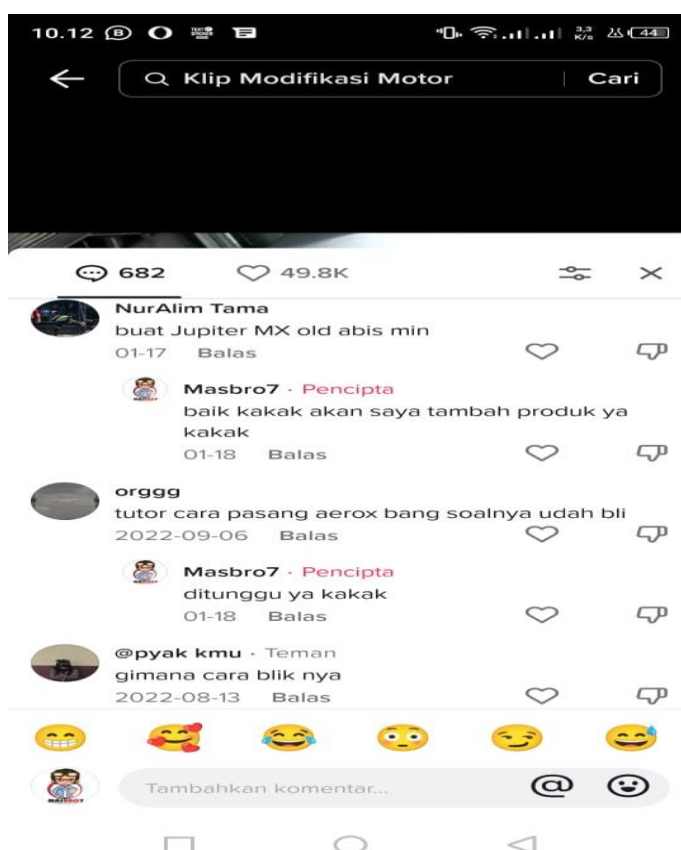 10.12
3,3
K/s
44
Klip Modifikasi Motor
Cari
682
49.8K
NurAlim Tama
buat Jupiter MX old abis min
01-17 Balas
Masbro7 · Pencipta
baik kakak akan saya tambah produk ya
kakak
01-18 Balas
orggg
tutor cara pasang aerox bang soalnya udah bli
2022-09-06 Balas
Masbro7 · Pencipta
ditunggu ya kakak
01-18 Balas
@pyak kmu · Teman
gimana cara blik nya
2022-08-13 Balas
Tambahkan komentar...